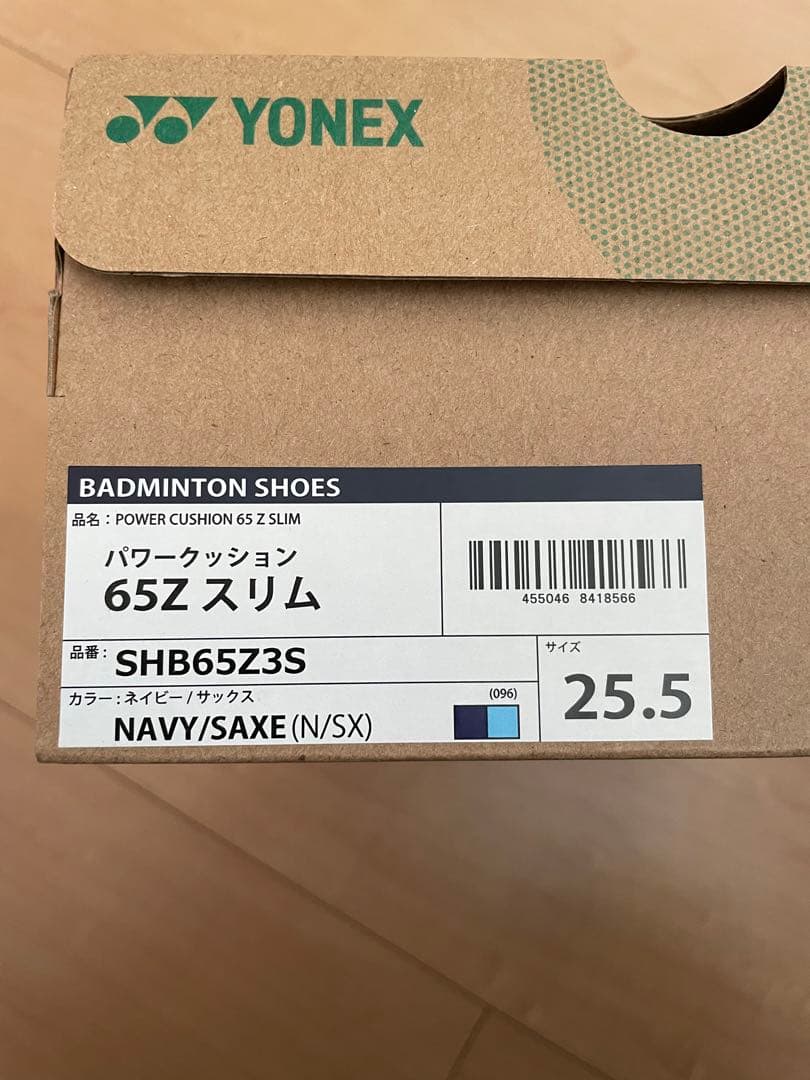 YONEX
BADMINTON SHOES
品名：POWER CUSHION 65 Z SLIM
パワークッション
65Z スリム
455046 8418566
品番：SHB65Z3S
サイズ
25.5
カラー：ネイビー / サックス
(096)
NAVY/SAXE (N/SX)